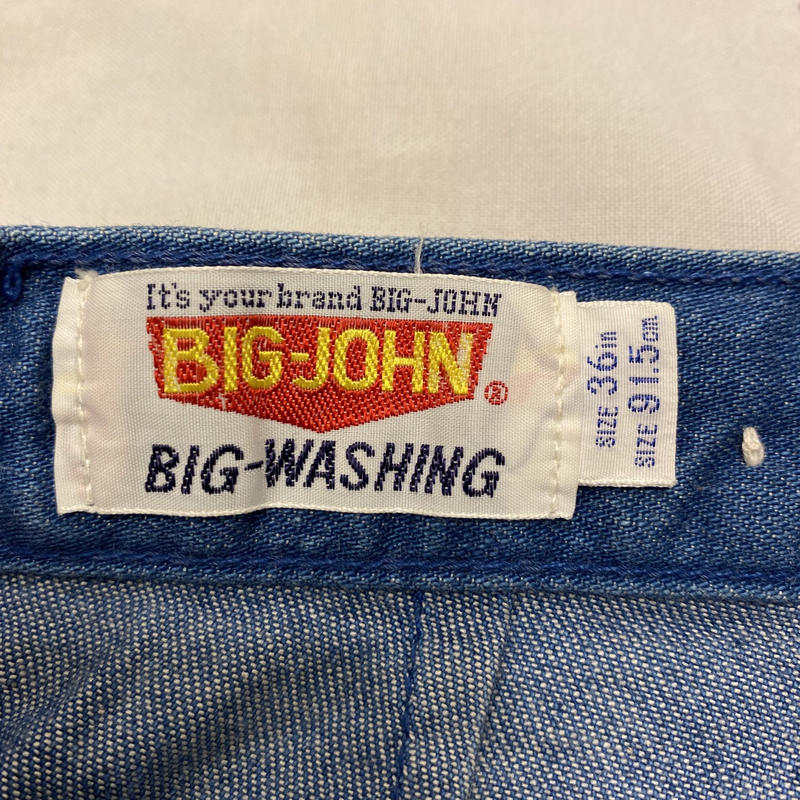 It's your brand BIG-JOHN
BIG-JOHN®
BIG-WASHING
SIZE 36in
SIZE 91.5cm